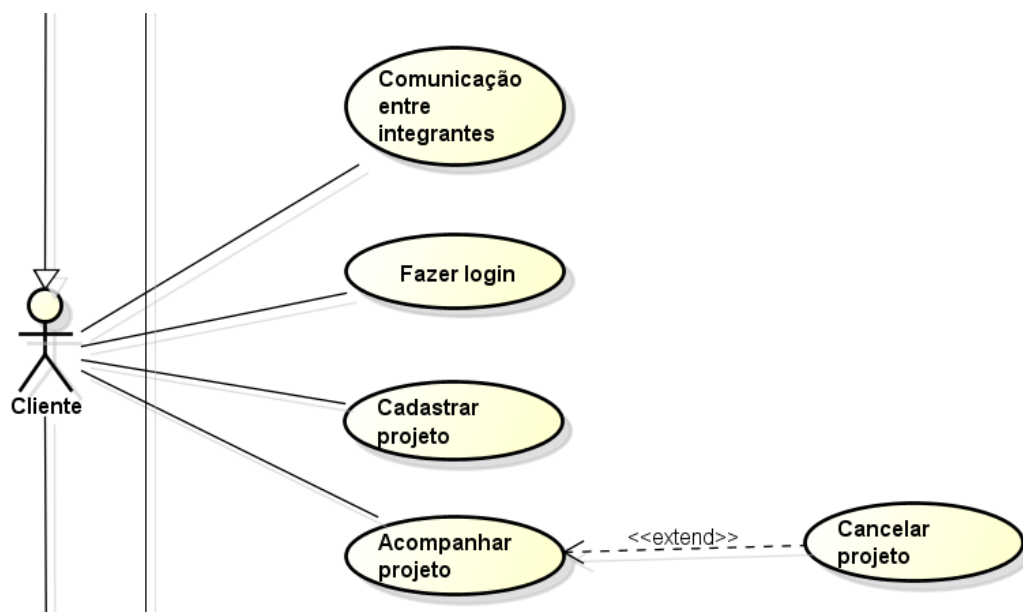 Comunicação
entre
integrantes
Fazer login
Cliente
Cadastrar
projeto
Acompanhar
projeto
<<extend>>
Cancelar
projeto